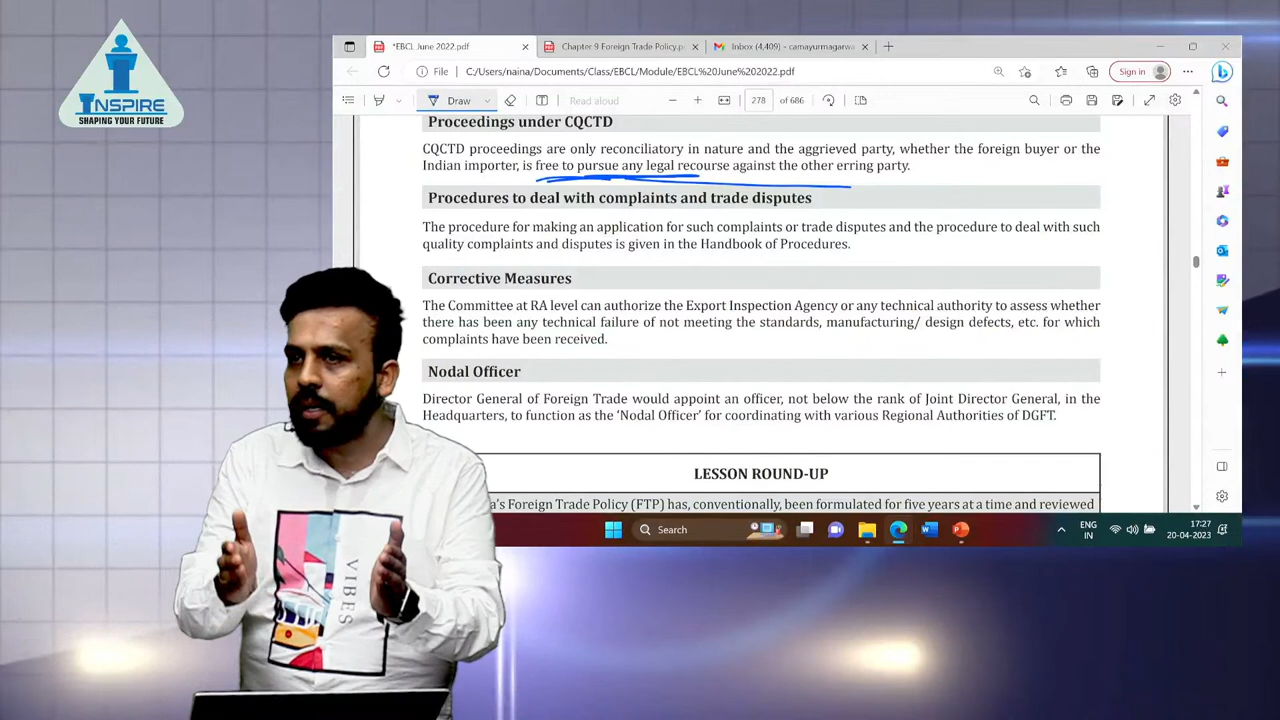 INSPIRE
SHAPING YOUR FUTURE
*EBCL June 2022.pdf
Chapter 9 Foreign Trade Policy.p
Inbox (4,409) - camayurmagarwa
File
C:/Users/naina/Documents/Class/EBCL/Module/EBCL%20June%202022.pdf
Sign in
Draw
Read aloud
278 of 686
Proceedings under CQCTD
CQCTD proceedings are only reconciliatory in nature and the aggrieved party, whether the foreign buyer or the
Indian importer, is free to pursue any legal recourse against the other erring party.
Procedures to deal with complaints and trade disputes
The procedure for making an application for such complaints or trade disputes and the procedure to deal with such
quality complaints and disputes is given in the Handbook of Procedures.
Corrective Measures
The Committee at RA level can authorize the Export Inspection Agency or any technical authority to assess whether
there has been any technical failure of not meeting the standards, manufacturing/ design defects, etc. for which
complaints have been received.
Nodal Officer
Director General of Foreign Trade would appoint an officer, not below the rank of Joint Director General, in the
Headquarters, to function as the ‘Nodal Officer’ for coordinating with various Regional Authorities of DGFT.
LESSON ROUND-UP
a's Foreign Trade Policy (FTP) has, conventionally, been formulated for five years at a time and reviewed
Search
ENG
IN
17:27
20-04-2023
VIBES